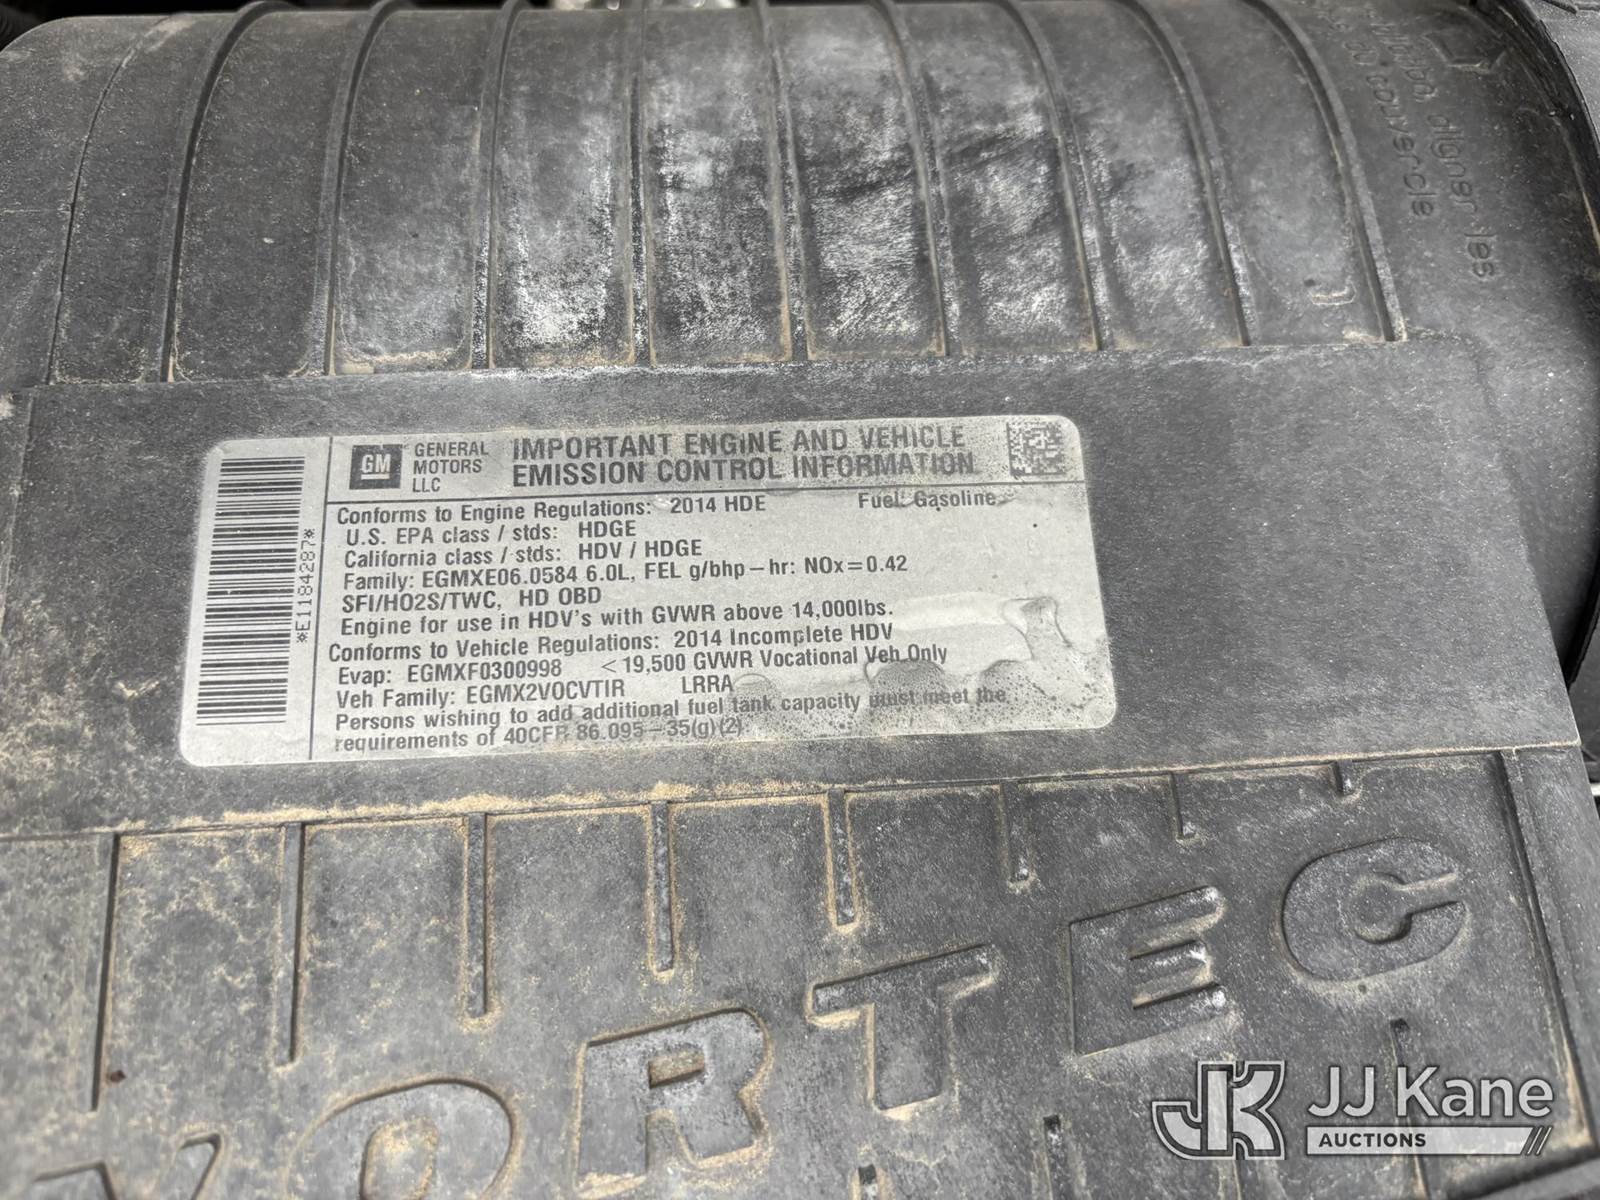 GM GENERAL MOTORS LLC
IMPORTANT ENGINE AND VEHICLE
EMISSION CONTROL INFORMATION
*E1184287*
Conforms to Engine Regulations: 2014 HDE Fuel: Gasoline
U.S. EPA class / stds: HDGE
California class / stds: HDV / HDGE
Family: EGMXE06.0584 6.0L, FEL g/bhp-hr: NOx=0.42
SFI/HO2S/TWC, HD OBD
Engine for use in HDV's with GVWR above 14,000lbs.
Conforms to Vehicle Regulations: 2014 Incomplete HDV
Evap: EGMXF0300998 <19,500 GVWR Vocational Veh Only
Veh Family: EGMX2VOCVTIR LRRA
Persons wishing to add additional fuel tank capacity must meet the
requirements of 40CFR 86.095-35(g)(2)
VORTEC
JK JJ Kane
AUCTIONS